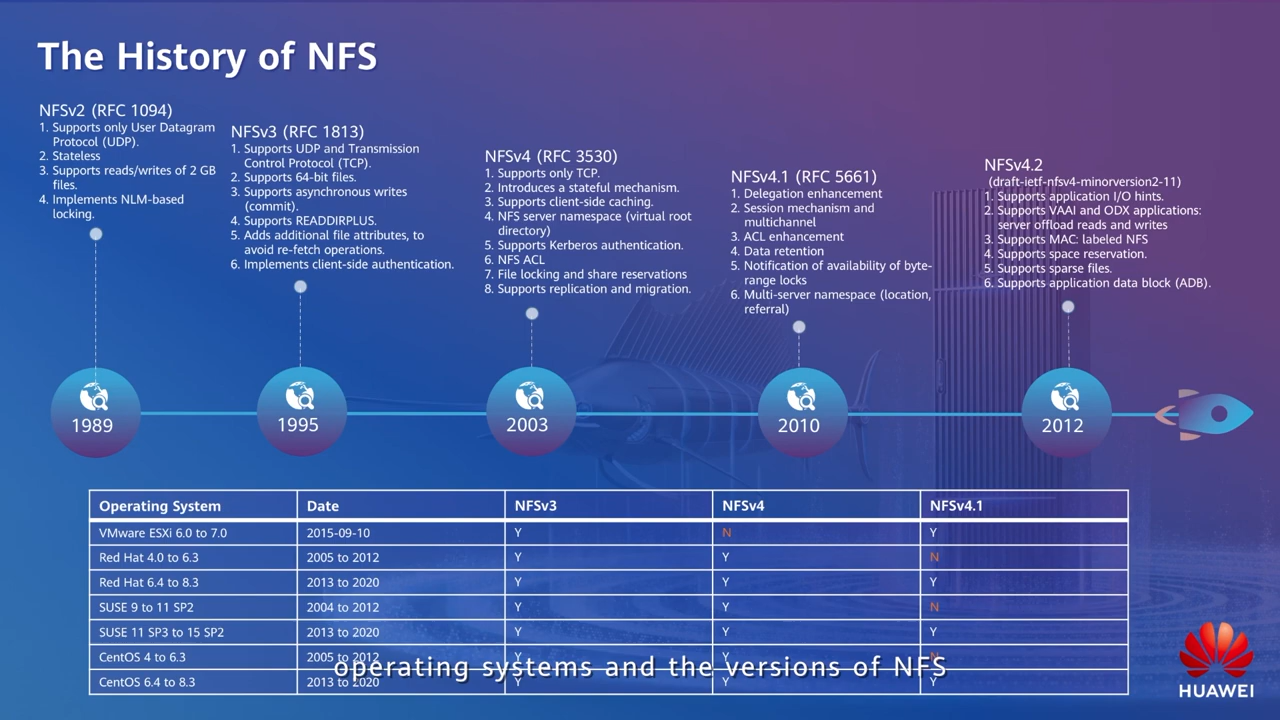 The History of NFS
NFSv2 (RFC 1094)
1. Supports only User Datagram
Protocol (UDP).
2. Stateless
3. Supports reads/writes of 2 GB
files.
4. Implements NLM-based
locking.
NFSv3 (RFC 1813)
1. Supports UDP and Transmission
Control Protocol (TCP).
2. Supports 64-bit files.
3. Supports asynchronous writes
(commit).
4. Supports READDIRPLUS.
5. Adds additional file attributes, to
avoid re-fetch operations.
6. Implements client-side authentication.
NFSv4 (RFC 3530)
1. Supports only TCP.
2. Introduces a stateful mechanism.
3. Supports client-side caching.
4. NFS server namespace (virtual root
directory)
5. Supports Kerberos authentication.
6. NFS ACL
7. File locking and share reservations
8. Supports replication and migration.
NFSv4.1 (RFC 5661)
1. Delegation enhancement
2. Session mechanism and
multichannel
3. ACL enhancement
4. Data retention
5. Notification of availability of byte-
range locks
6. Multi-server namespace (location,
referral)
NFSv4.2
(draft-ietf-nfsv4-minorversion2-11)
1. Supports application I/O hints.
2. Supports VAAI and ODX applications:
server offload reads and writes
3. Supports MAC: labeled NFS
4. Supports space reservation.
5. Supports sparse files.
6. Supports application data block (ADB).
1989 1995 2003 2010 2012
Operating System Date NFSv3 NFSv4 NFSv4.1
VMware ESXi 6.0 to 7.0 2015-09-10 Y N Y
Red Hat 4.0 to 6.3 2005 to 2012 Y Y N
Red Hat 6.4 to 8.3 2013 to 2020 Y Y Y
SUSE 9 to 11 SP2 2004 to 2012 Y Y N
SUSE 11 SP3 to 15 SP2 2013 to 2020 Y Y Y
CentOS 4 to 6.3 2005 to 2012 Y Y N
operating systems and the versions of NFS
CentOS 6.4 to 8.3 2013 to 2020 Y Y Y
HUAWEI